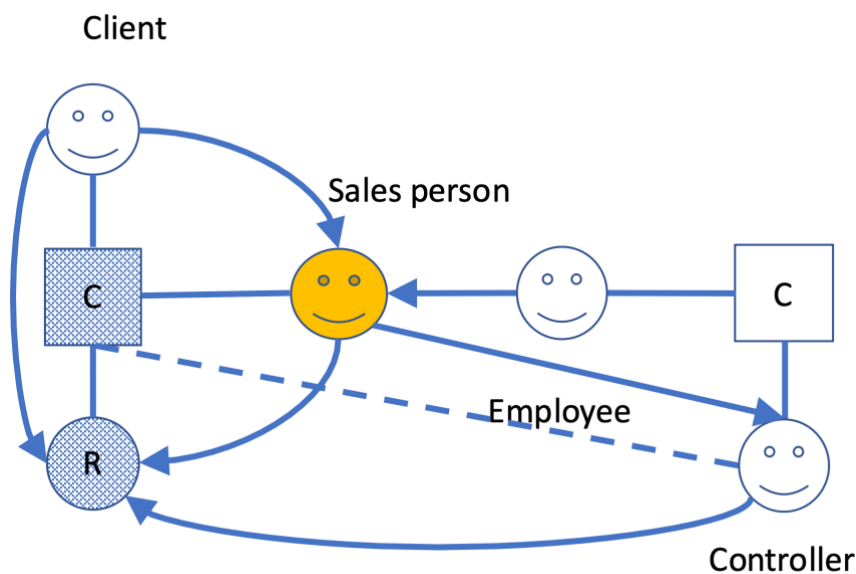 Client
Sales person
C
C
Employee
R
Controller